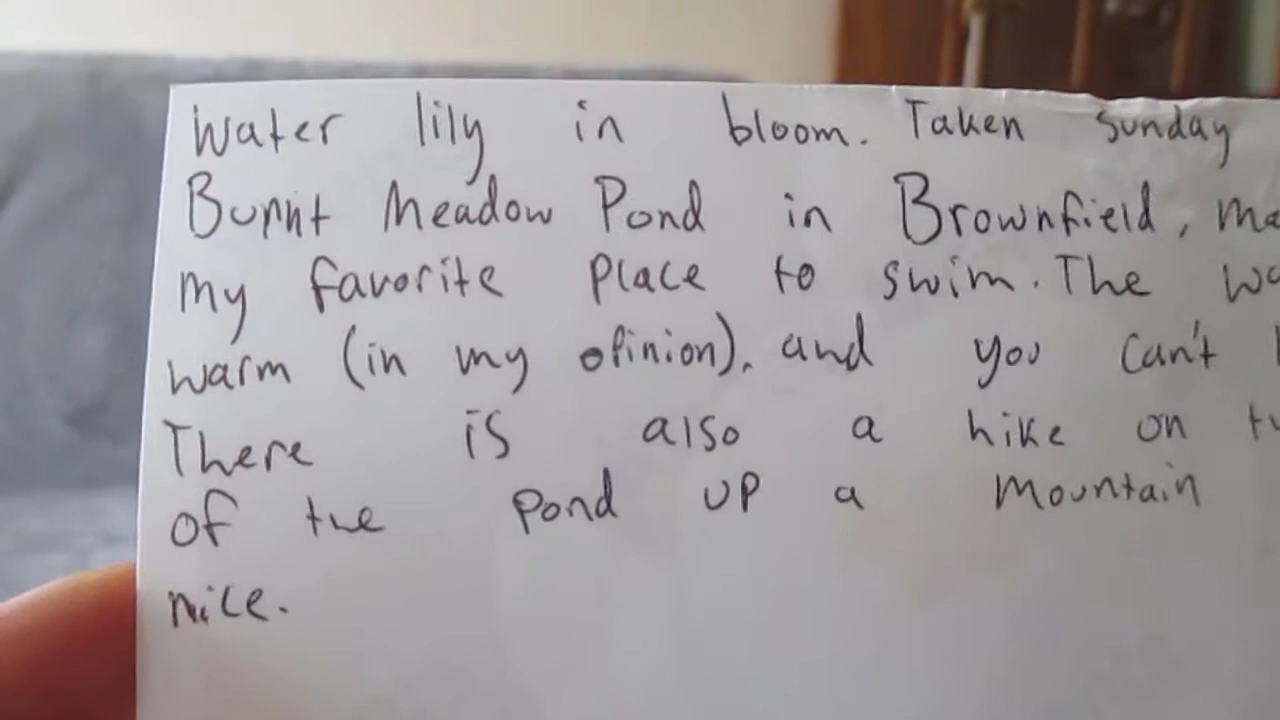 Water lily in bloom. Taken Sunday
Burnt Meadow Pond in Brownfield,
my favorite place to swim. The
warm (in my opinion), and you can't
There is also a hike on
of the pond up a mountain
nice.